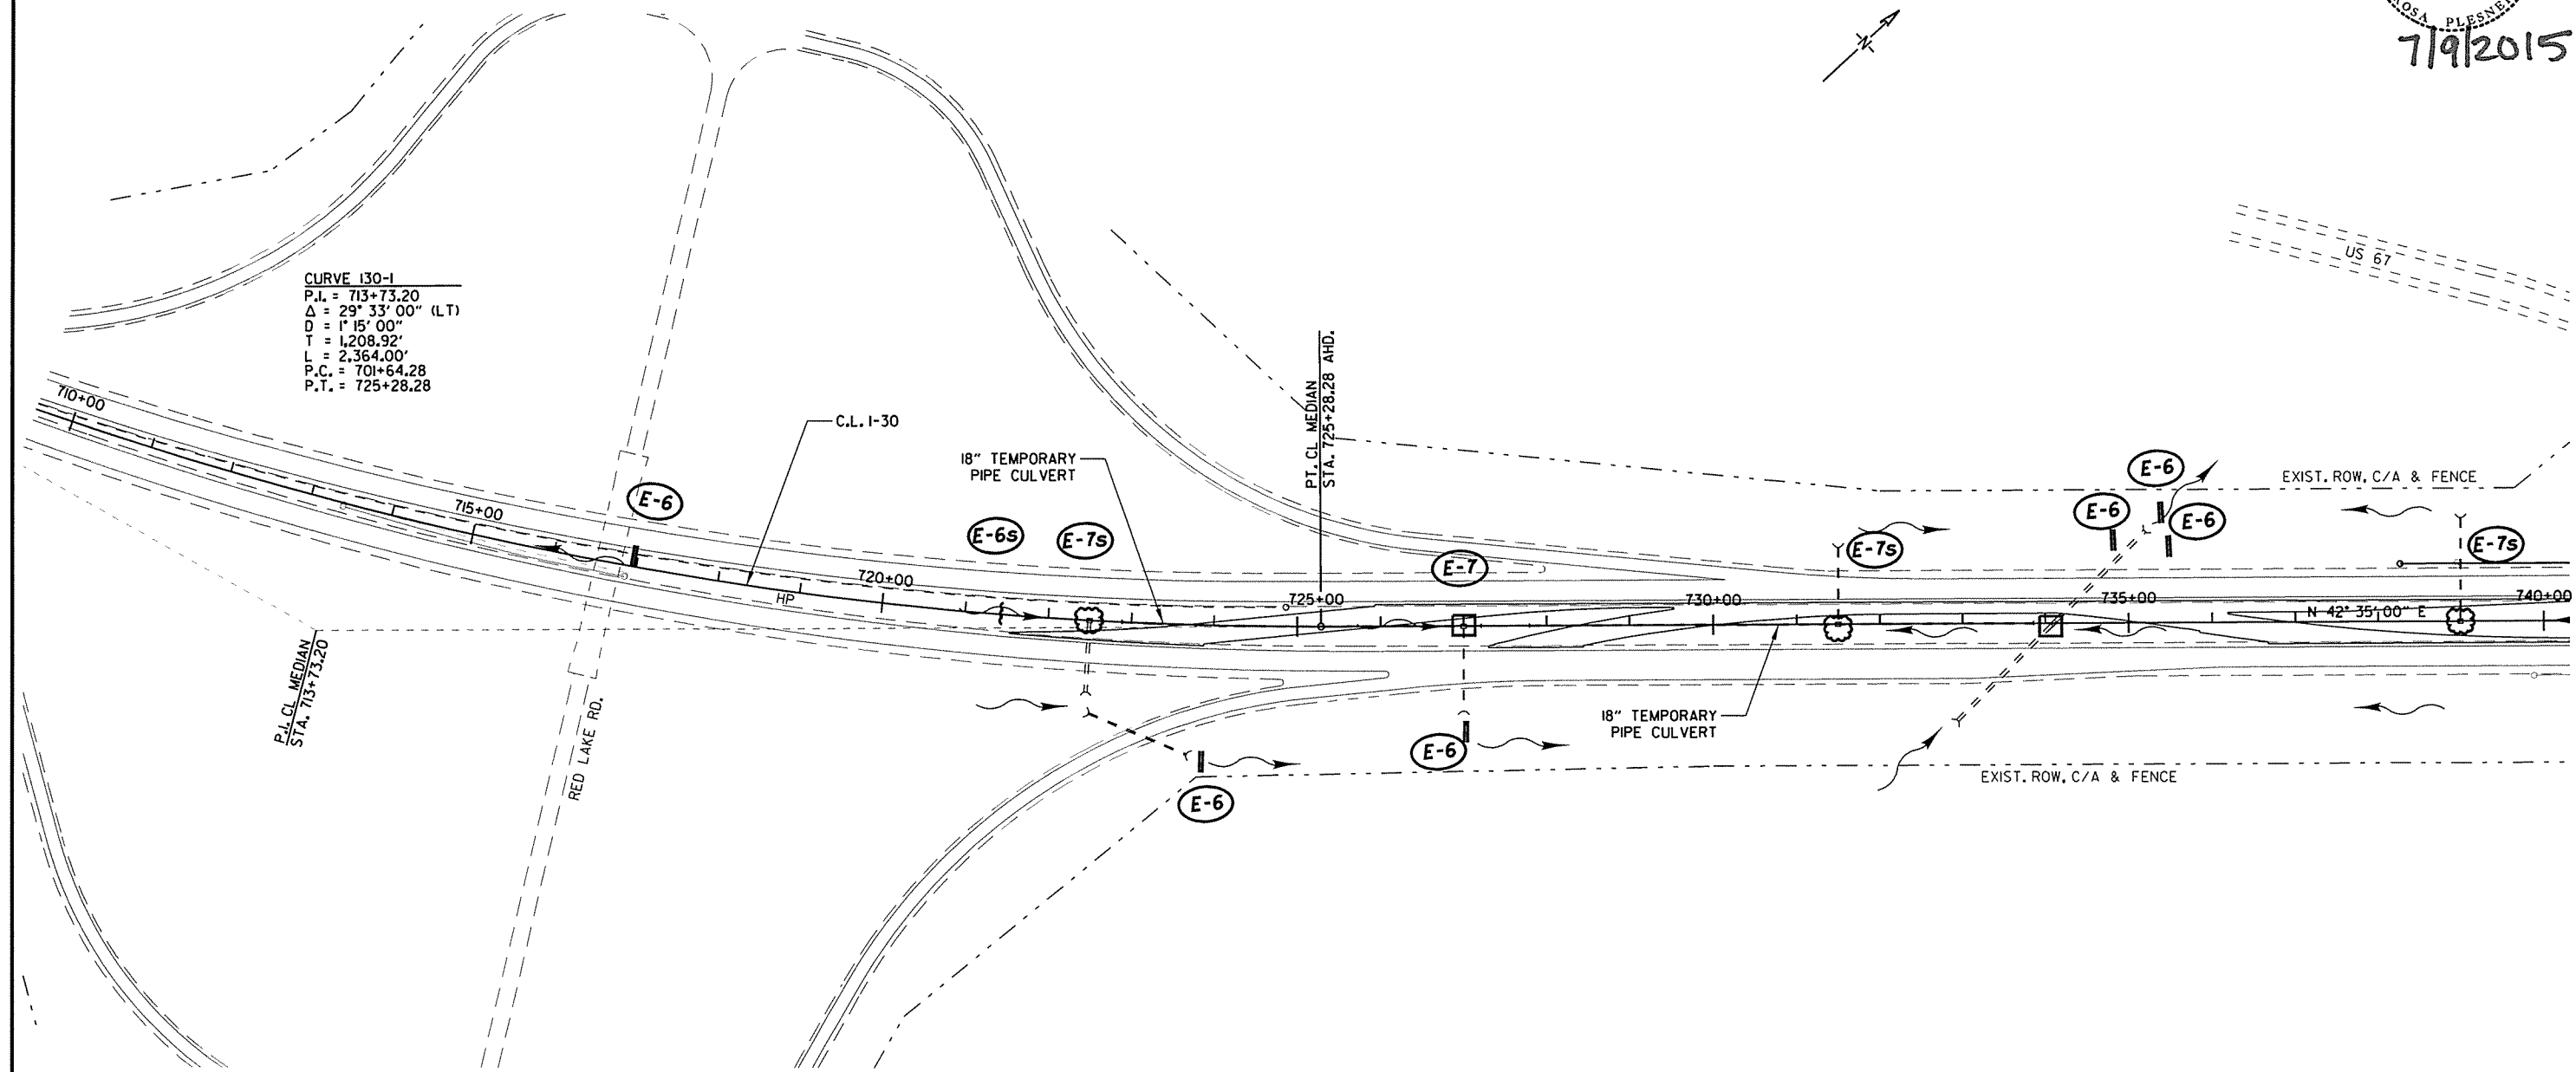 ROSA PLESNER
7/9/2015
N
US 67
CURVE 130-1
P.I. = 713+73.20
Δ = 29° 33' 00" (LT)
D = 1° 15' 00"
T = 1,208.92'
L = 2,364.00'
P.C. = 701+64.28
P.T. = 725+28.28
710+00
C.L. I-30
PT. CL MEDIAN
STA. 725+28.28 AHD.
18" TEMPORARY
PIPE CULVERT
E-6
EXIST. ROW, C/A & FENCE
E-6
715+00
E-6
E-6
E-6s
E-7s
E-7s
E-7s
E-7
720+00
HP
725+00
730+00
735+00
740+00
N 42° 35' 00" E
P.I. CL MEDIAN
STA. 713+73.20
RED LAKE RD.
18" TEMPORARY
PIPE CULVERT
E-6
EXIST. ROW, C/A & FENCE
E-6